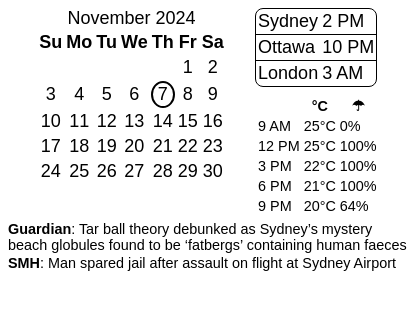 November 2024
Su Mo Tu We Th Fr Sa
1 2
3 4 5 6 7 8 9
10 11 12 13 14 15 16
17 18 19 20 21 22 23
24 25 26 27 28 29 30
Sydney 2 PM
Ottawa 10 PM
London 3 AM
°C ☂
9 AM 25°C 0%
12 PM 25°C 100%
3 PM 22°C 100%
6 PM 21°C 100%
9 PM 20°C 64%
Guardian: Tar ball theory debunked as Sydney’s mystery
beach globules found to be ‘fatbergs’ containing human faeces
SMH: Man spared jail after assault on flight at Sydney Airport